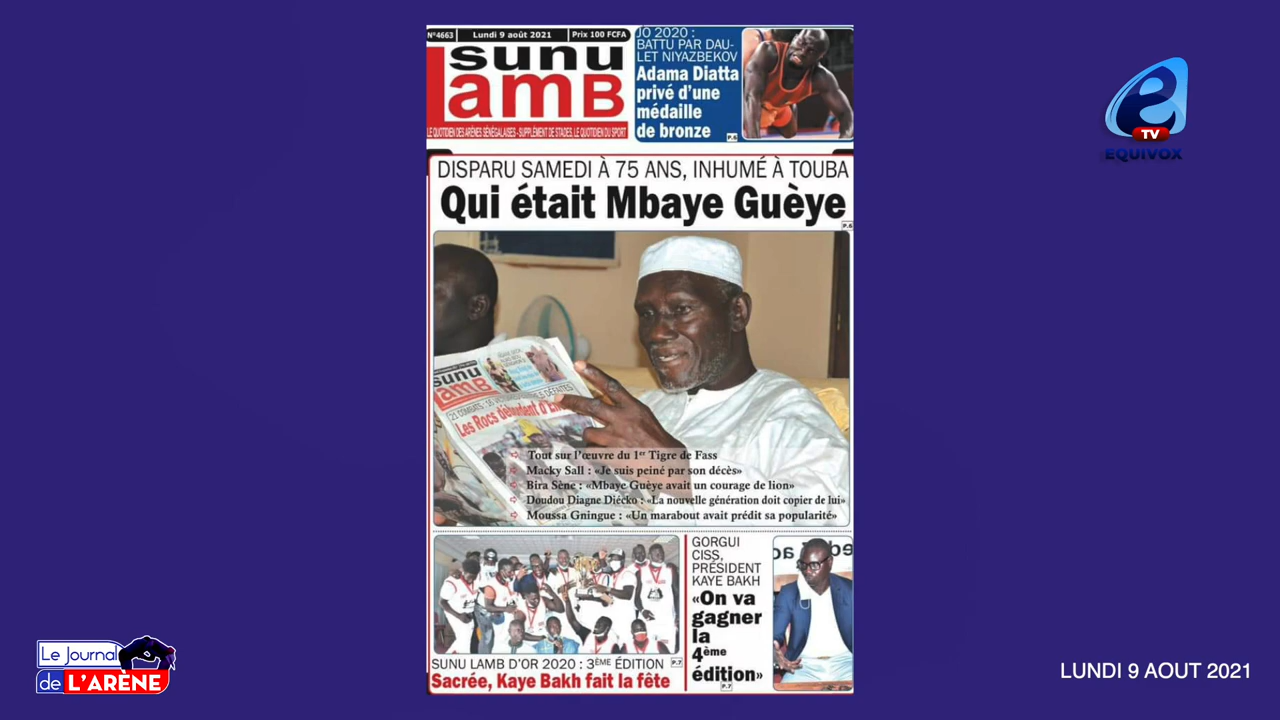 N°4663
Lundi 9 août 2021
Prix 100 FCFA
sunu
Lamb
LE QUOTIDIEN DES ARÈNES SÉNÉGALAISES - SUPPLÉMENT DE STADES, LE QUOTIDIEN DU SPORT
JO 2020 :
BATTU PAR DAU-
LET NIYAZBEKOV
Adama Diatta
privé d'une
médaille
de bronze
P.6
TV
EQUIVOX
DISPARU SAMEDI À 75 ANS, INHUMÉ À TOUBA
Qui était Mbaye Guèye
P.6
sunu
Lamb
Les Rocs débordent
Tout sur l'œuvre du 1er Tigre de Fass
Macky Sall : «Je suis peiné par son décès»
Bira Sène : «Mbaye Guèye avait un courage de lion»
Doudou Diagne Diécko : «La nouvelle génération doit copier de lui»
Moussa Gningue : «Un marabout avait prédit sa popularité»
SUNU LAMB D'OR 2020 : 3ÈME ÉDITION
P.7
Sacrée, Kaye Bakh fait la fête
GORGUI
CISS,
PRÉSIDENT
KAYE BAKH
«On va
gagner
la
4ème
édition»
P.7
Le Journal
de L'ARÈNE
LUNDI 9 AOUT 2021